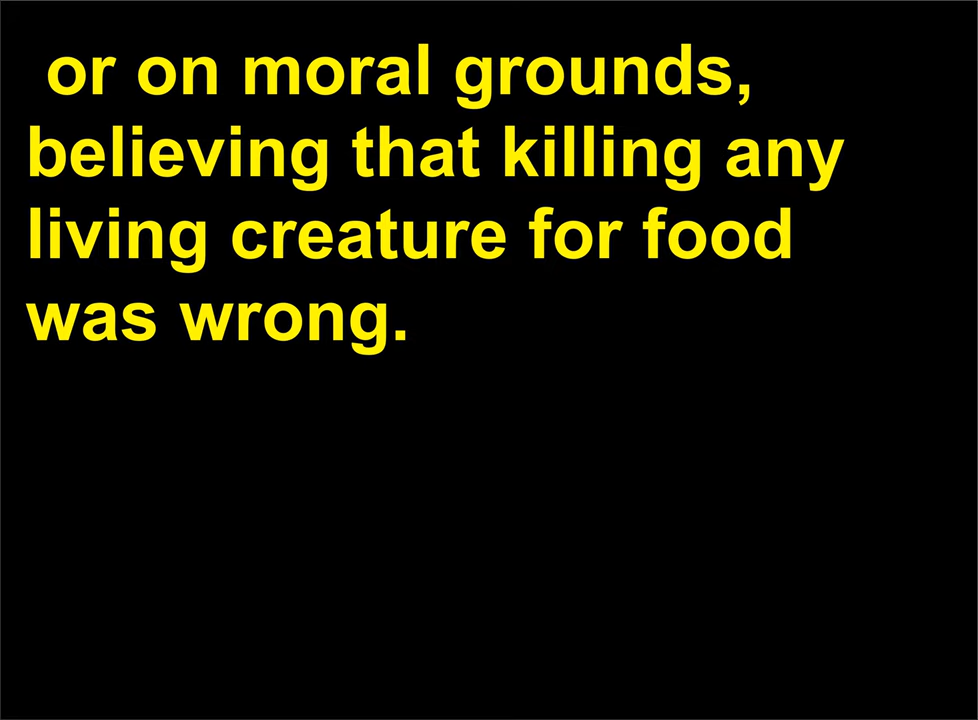 or on moral grounds,
believing that killing any
living creature for food
was wrong.